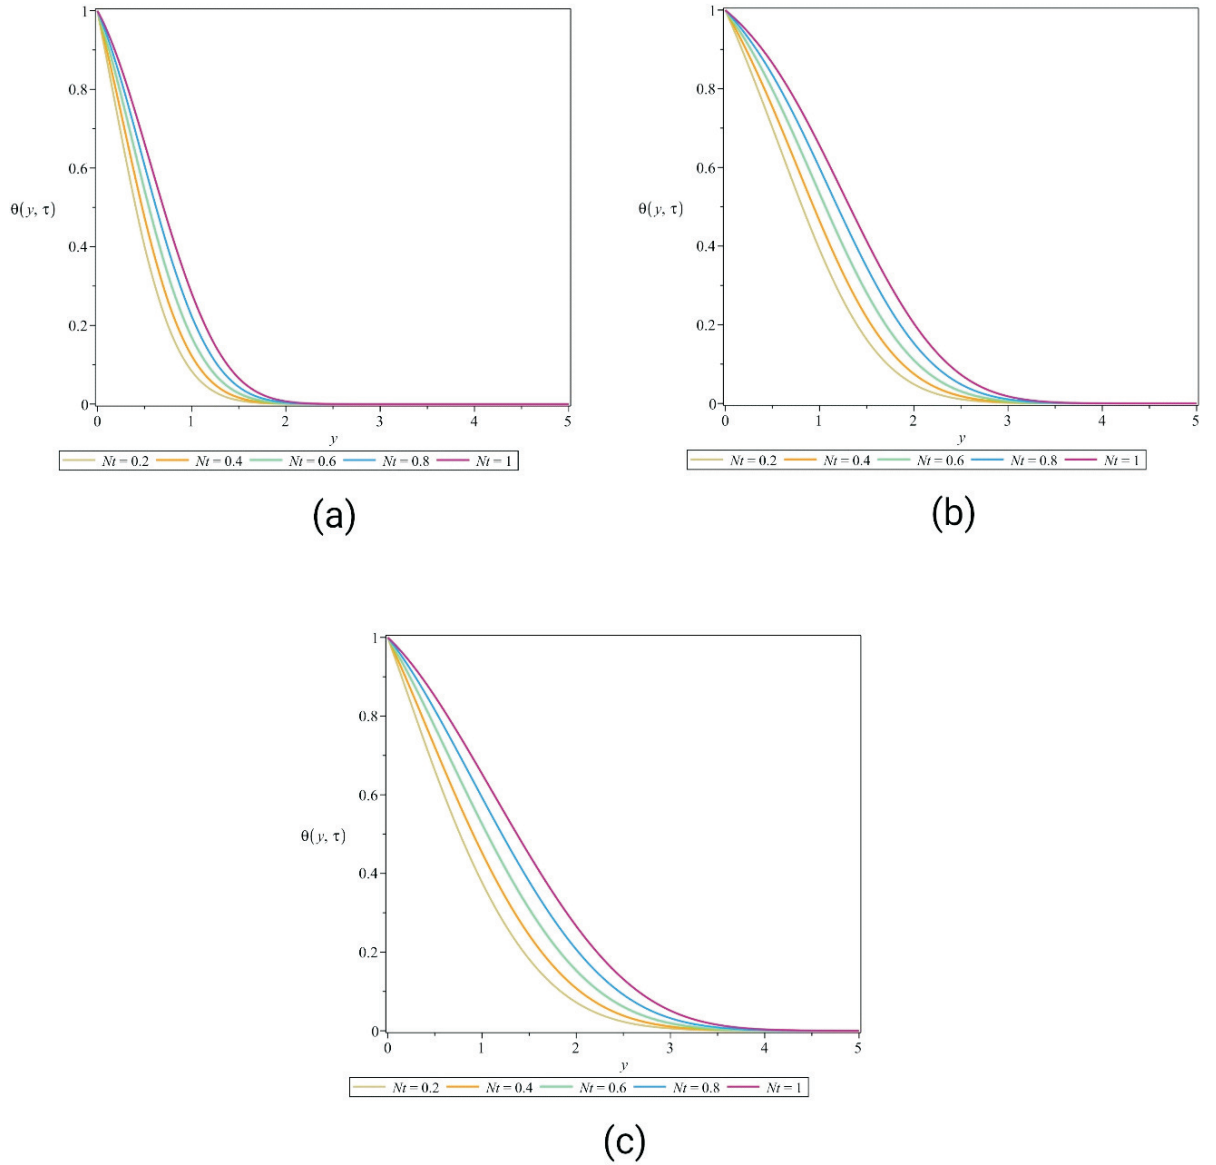 1
0.8
0.6
θ(y, τ)
0.4
0.2
0
0 1 2 3 4 5
y
Nt = 0.2 Nt = 0.4 Nt = 0.6 Nt = 0.8 Nt = 1
(a)
1
0.8
0.6
θ(y, τ)
0.4
0.2
0
0 1 2 3 4 5
y
Nt = 0.2 Nt = 0.4 Nt = 0.6 Nt = 0.8 Nt = 1
(b)
1
0.8
0.6
θ(y, τ)
0.4
0.2
0
0 1 2 3 4 5
y
Nt = 0.2 Nt = 0.4 Nt = 0.6 Nt = 0.8 Nt = 1
(c)